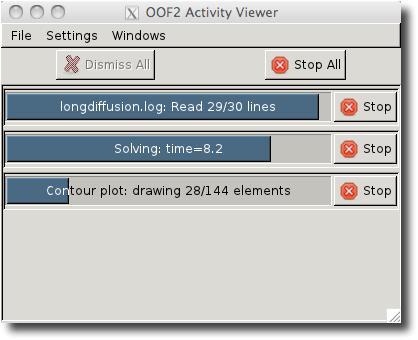 OOF2 Activity Viewer
File Settings Windows
Dismiss All Stop All
longdiffusion.log: Read 29/30 lines Stop
Solving: time=8.2 Stop
Contour plot: drawing 28/144 elements Stop